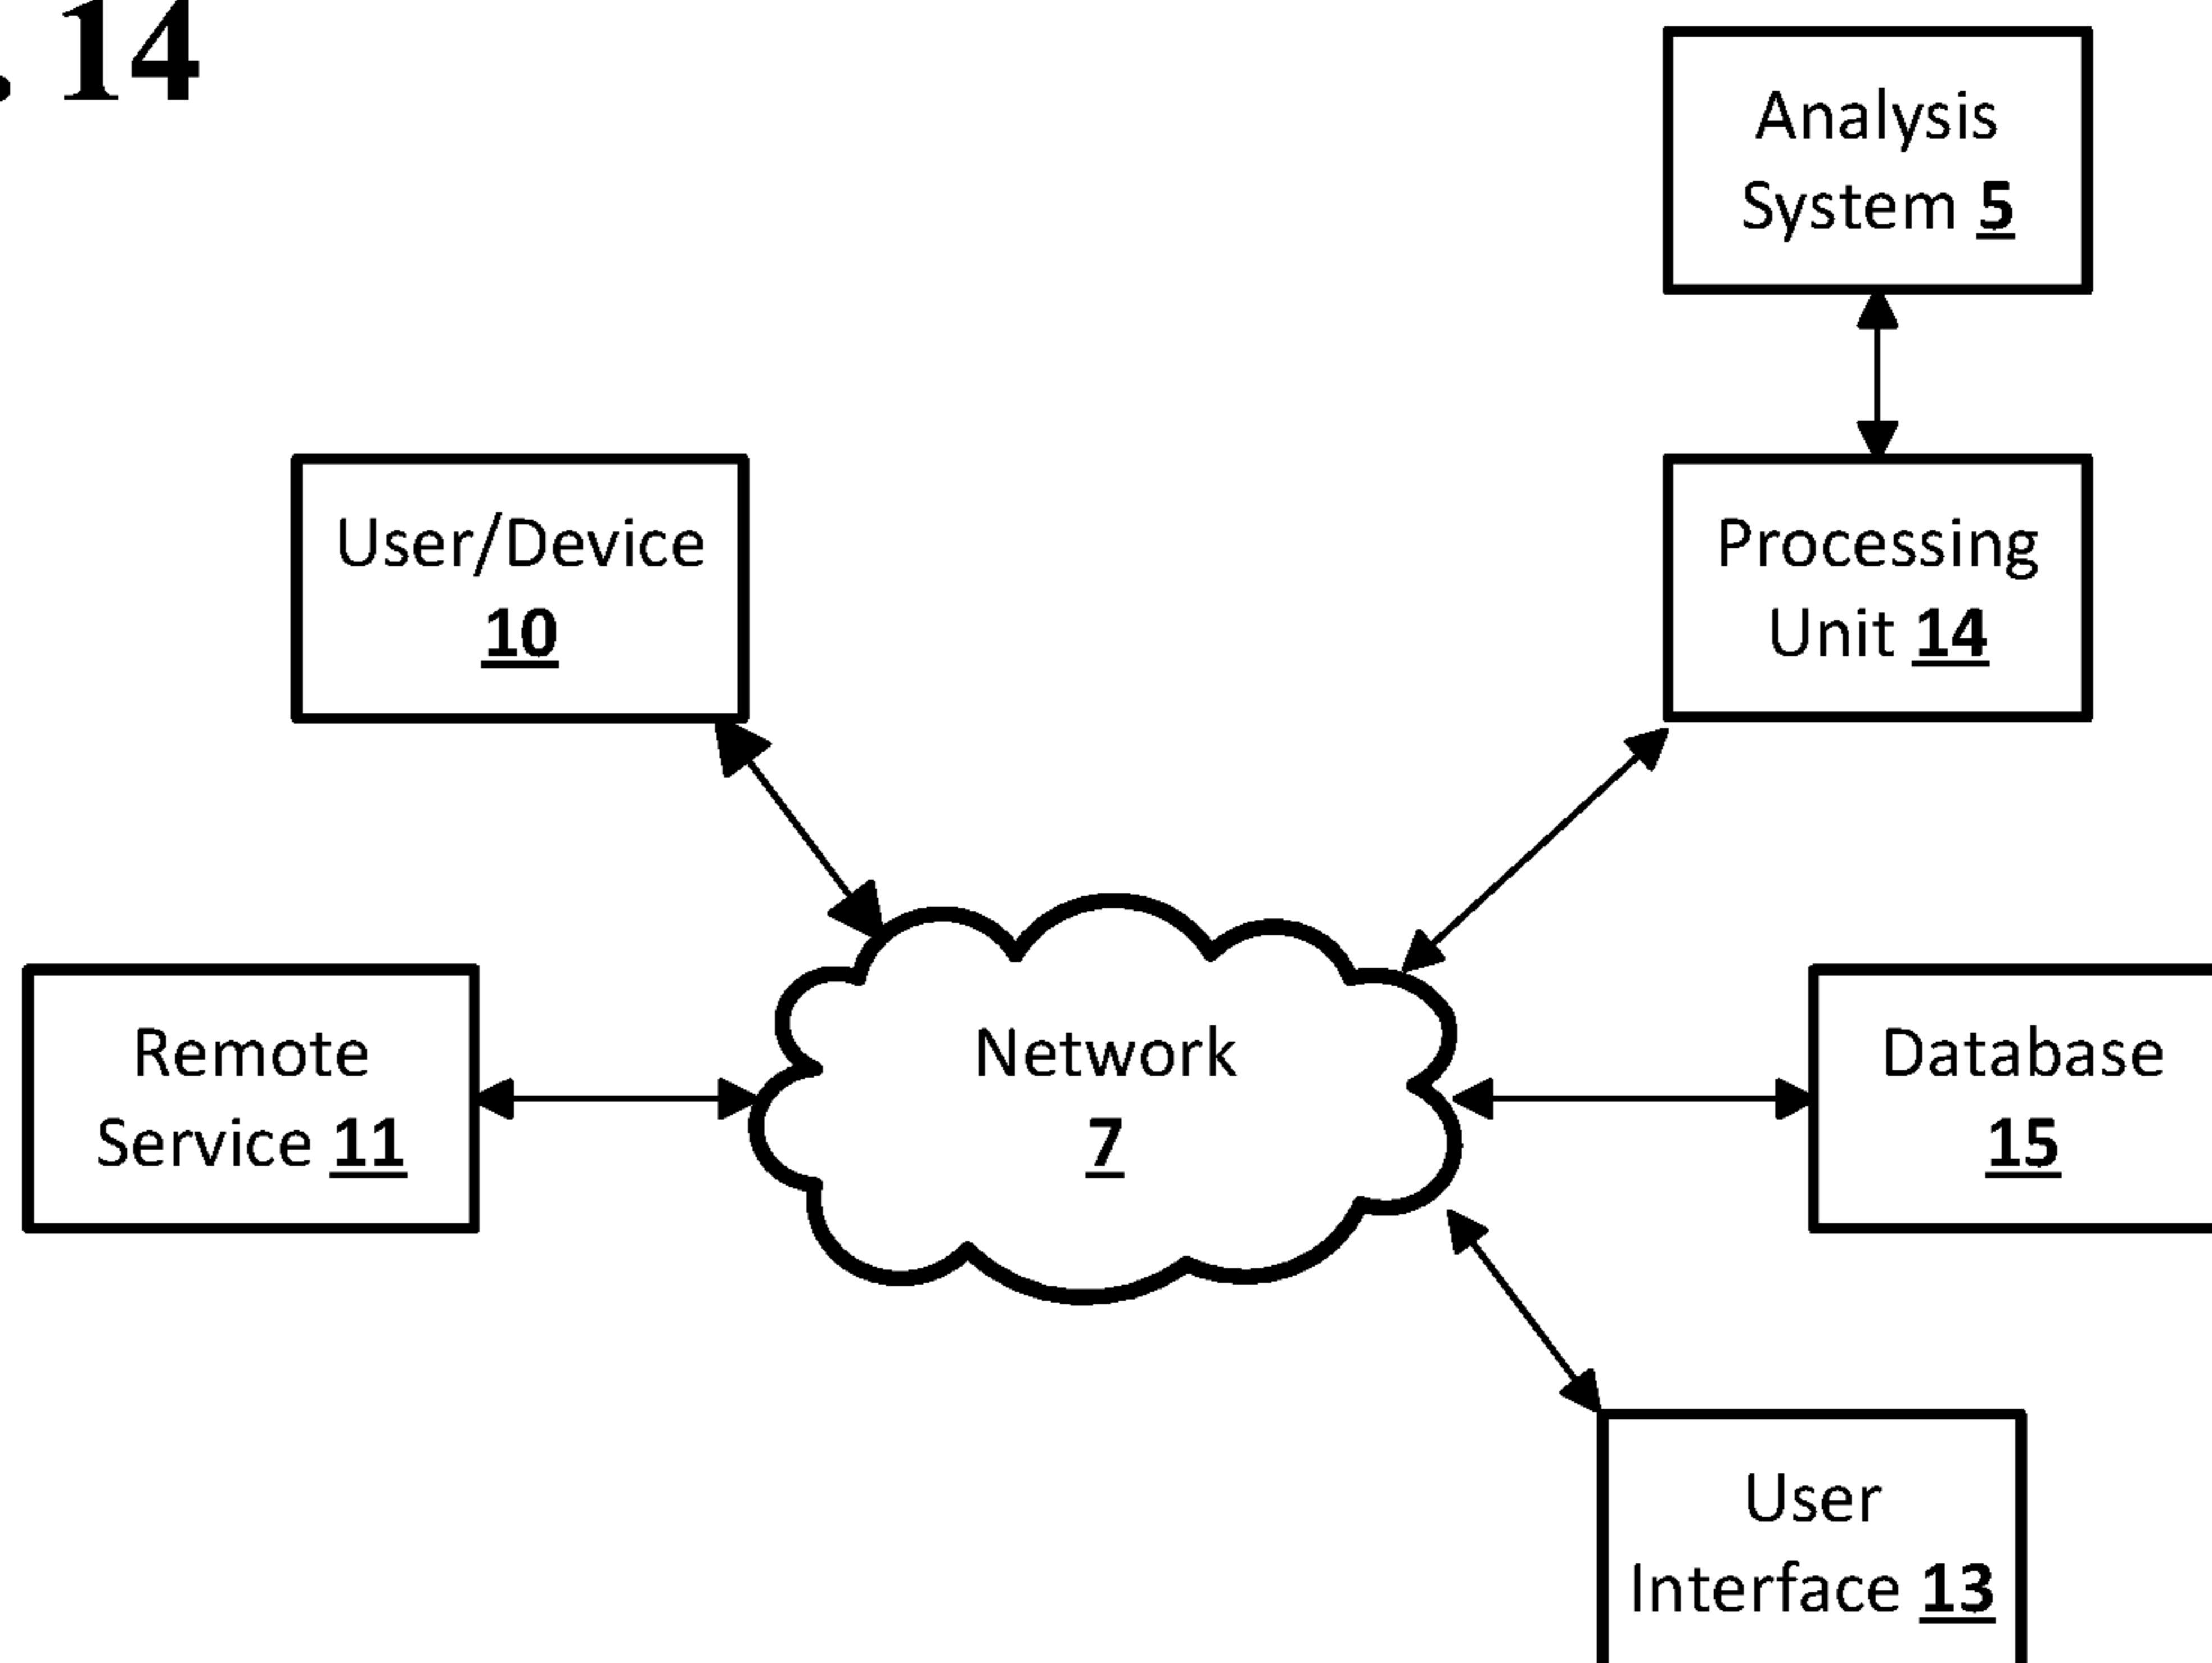 . 14
Analysis
System 5
User/Device
10
Processing
Unit 14
Remote
Service 11
Network
7
Database
15
User
Interface 13